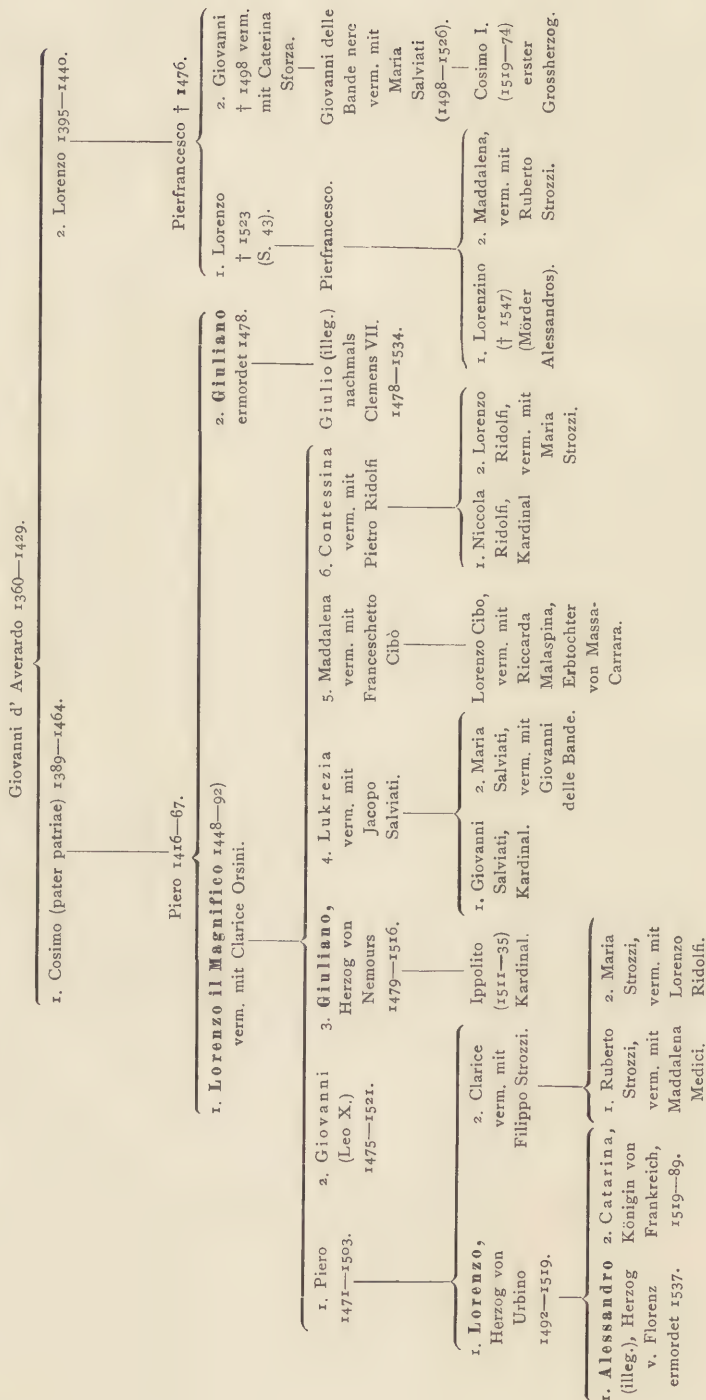 Giovanni d' Averardo 1360—1429.
1. Cosimo (pater patriae) 1389—1464.
2. Lorenzo 1395—1440.
Piero 1416—67.
Pierfrancesco † 1476.
1. Lorenzo il Magnifico 1448—92)
verm. mit Clarice Orsini.
2. Giuliano
ermordet 1478.
1. Lorenzo
† 1523
(S. 43).
2. Giovanni
† 1498 verm.
mit Caterina
Sforza.
1. Piero
1471—1503.
2. Giovanni
(Leo X.)
1475—1521.
3. Giuliano,
Herzog von
Nemours
1479—1516.
4. Lukrezia
verm. mit
Jacopo
Salviati.
5. Maddalena
verm. mit
Franceschetto
Cibò
6. Contessina
verm. mit
Pietro Ridolfi
Giulio (illeg.)
nachmals
Clemens VII.
1478—1534.
Pierfrancesco.
Giovanni delle
Bande nere
verm. mit
Maria
Salviati
(1498—1526).
1. Lorenzo,
Herzog von
Urbino
1492—1519.
2. Clarice
verm. mit
Filippo Strozzi.
Ippolito
(1511—35)
Kardinal.
1. Giovanni
Salviati,
Kardinal.
2. Maria
Salviati,
verm. mit
Giovanni
delle Bande.
Lorenzo Cibo,
verm. mit
Riccarda
Malaspina,
Erbtochter
von Massa-
Carrara.
1. Niccola
Ridolfi,
Kardinal
2. Lorenzo
Ridolfi,
verm. mit
Maria
Strozzi.
1. Lorenzino
(† 1547)
(Mörder
Alessandros).
2. Maddalena,
verm. mit
Ruberto
Strozzi.
Cosimo I.
(1519—74)
erster
Grossherzog.
1. Alessandro
(illeg.), Herzog
v. Florenz
ermordet 1537.
2. Catarina,
Königin von
Frankreich,
1519—89.
1. Ruberto
Strozzi,
verm. mit
Maddalena
Medici.
2. Maria
Strozzi,
verm. mit
Lorenzo
Ridolfi.